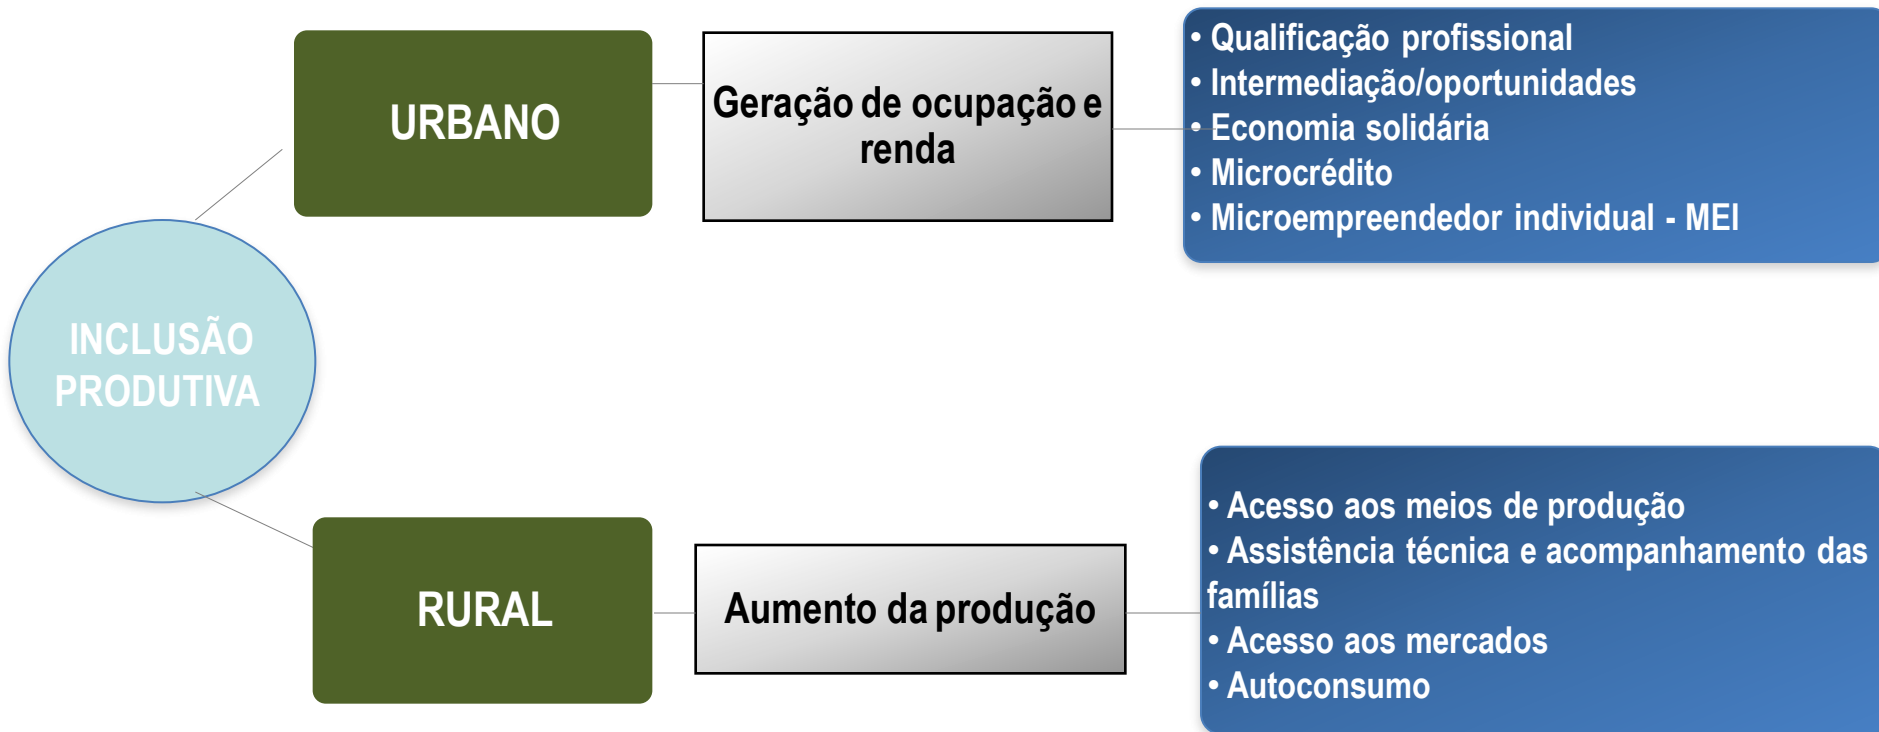 INCLUSÃO
PRODUTIVA
URBANO
Geração de ocupação e
renda
• Qualificação profissional
• Intermediação/oportunidades
• Economia solidária
• Microcrédito
• Microempreendedor individual - MEI
RURAL
Aumento da produção
• Acesso aos meios de produção
• Assistência técnica e acompanhamento das
famílias
• Acesso aos mercados
• Autoconsumo